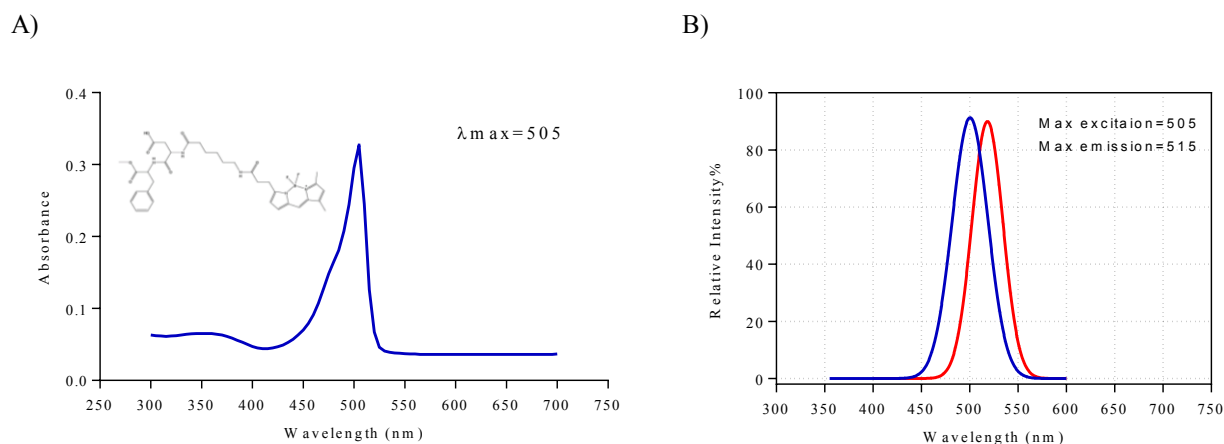 A)
B)
0.4
0.3
0.2
0.1
0.0
Absorbance
λmax=505
250 300 350 400 450 500 550 600 650 700 750
Wavelength (nm)
100
80
60
40
20
0
Relative Intensity%
Max excitaion=505
Max emission=515
300 350 400 450 500 550 600 650 700 750
Wavelength (nm)